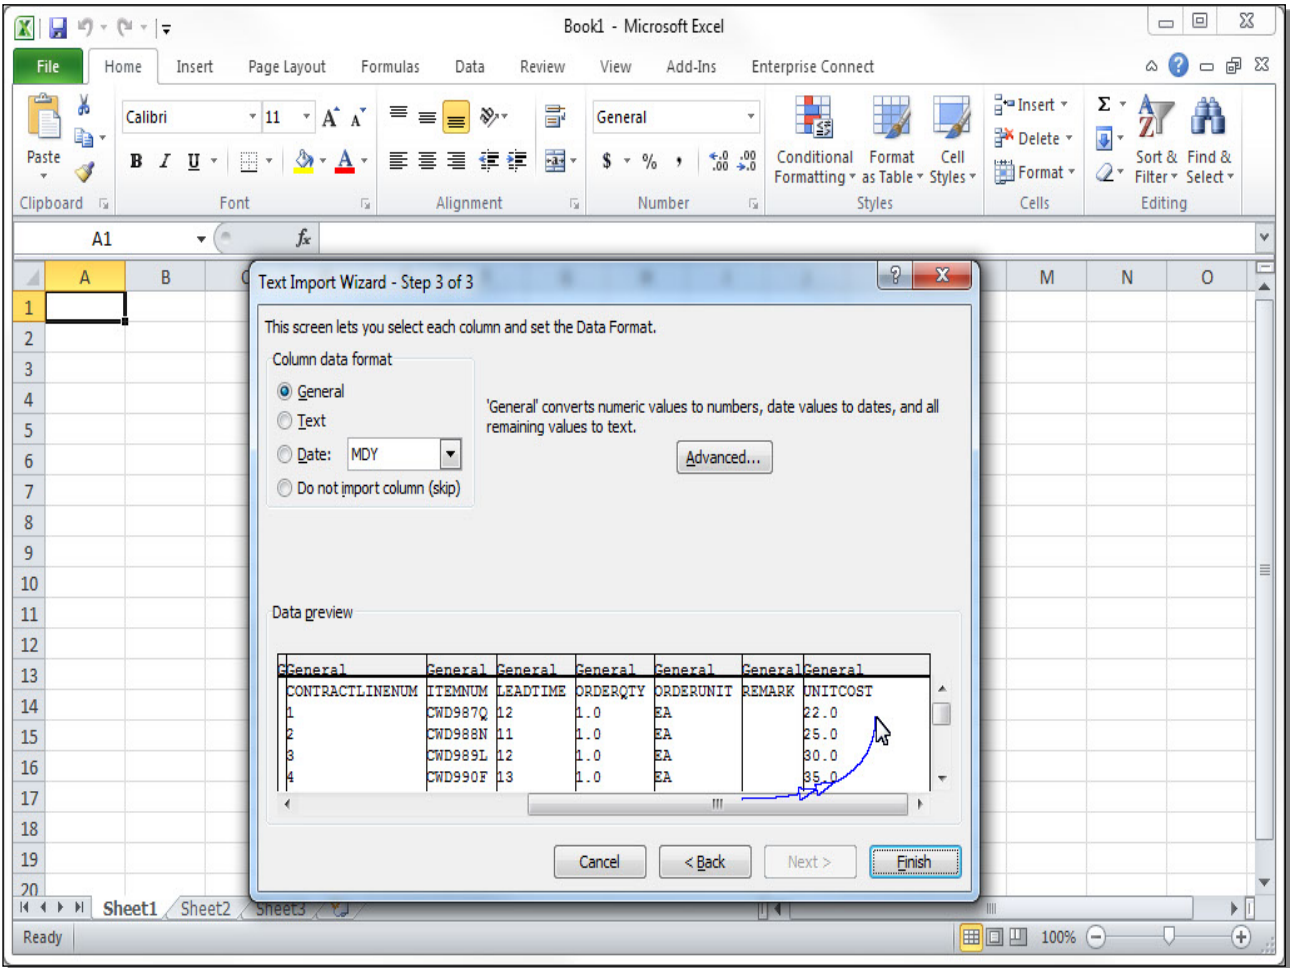 Book1 - Microsoft Excel
File Home Insert Page Layout Formulas Data Review View Add-Ins Enterprise Connect
Calibri 11 A A General Insert Σ A Z
Delete
Paste B I U A $ % , .00 .0 Conditional Formatting Format as Table Cell Styles Format Sort & Filter Find & Select
Clipboard Font Alignment Number Styles Cells Editing
A1 fx
A B C M N O
Text Import Wizard - Step 3 of 3
This screen lets you select each column and set the Data Format.
Column data format
General
Text
Date: MDY
Do not import column (skip)
'General' converts numeric values to numbers, date values to dates, and all
remaining values to text.
Advanced...
Data preview
G General General General General General General General
CONTRACTLINENUM ITEMNUM LEADTIME ORDERQTY ORDERUNIT REMARK UNITCOST
1 CWD987Q 12 1.0 EA 22.0
2 CWD988N 11 1.0 EA 25.0
3 CWD989L 12 1.0 EA 30.0
4 CWD990F 13 1.0 EA 35.0
Cancel < Back Next > Finish
1
2
3
4
5
6
7
8
9
10
11
12
13
14
15
16
17
18
19
20
Sheet1 Sheet2 Sheet3
Ready 100%